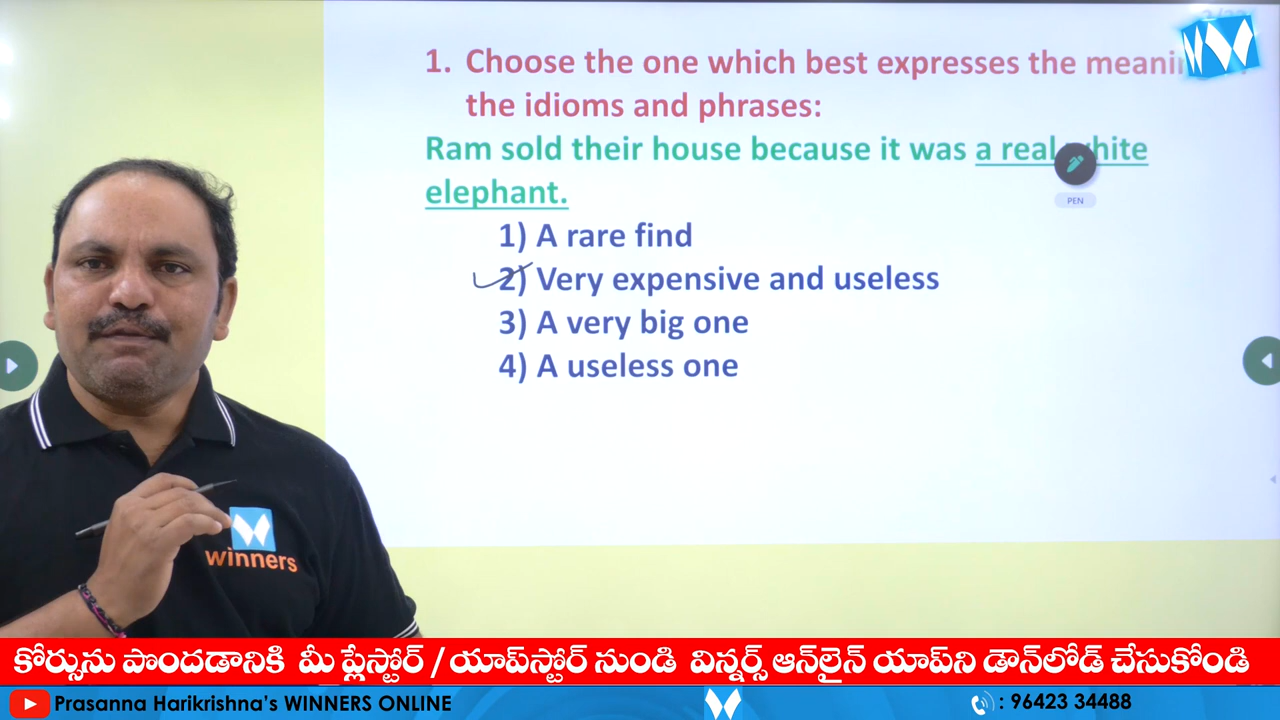 1. Choose the one which best expresses the
the idioms and phrases:
Ram sold their house because it was a real white
elephant.
1) A rare find
2) Very expensive and useless
3) A very big one
4) A useless one
PEN
winners
కోర్సును పొందడానికి మీ ప్లేస్టోర్ / యాప్‌స్టోర్ నుండి విన్నర్స్ ఆన్‌లైన్ యాప్‌ని డౌన్‌లోడ్ చేసుకోండి
Prasanna Harikrishna's WINNERS ONLINE
: 96423 34488